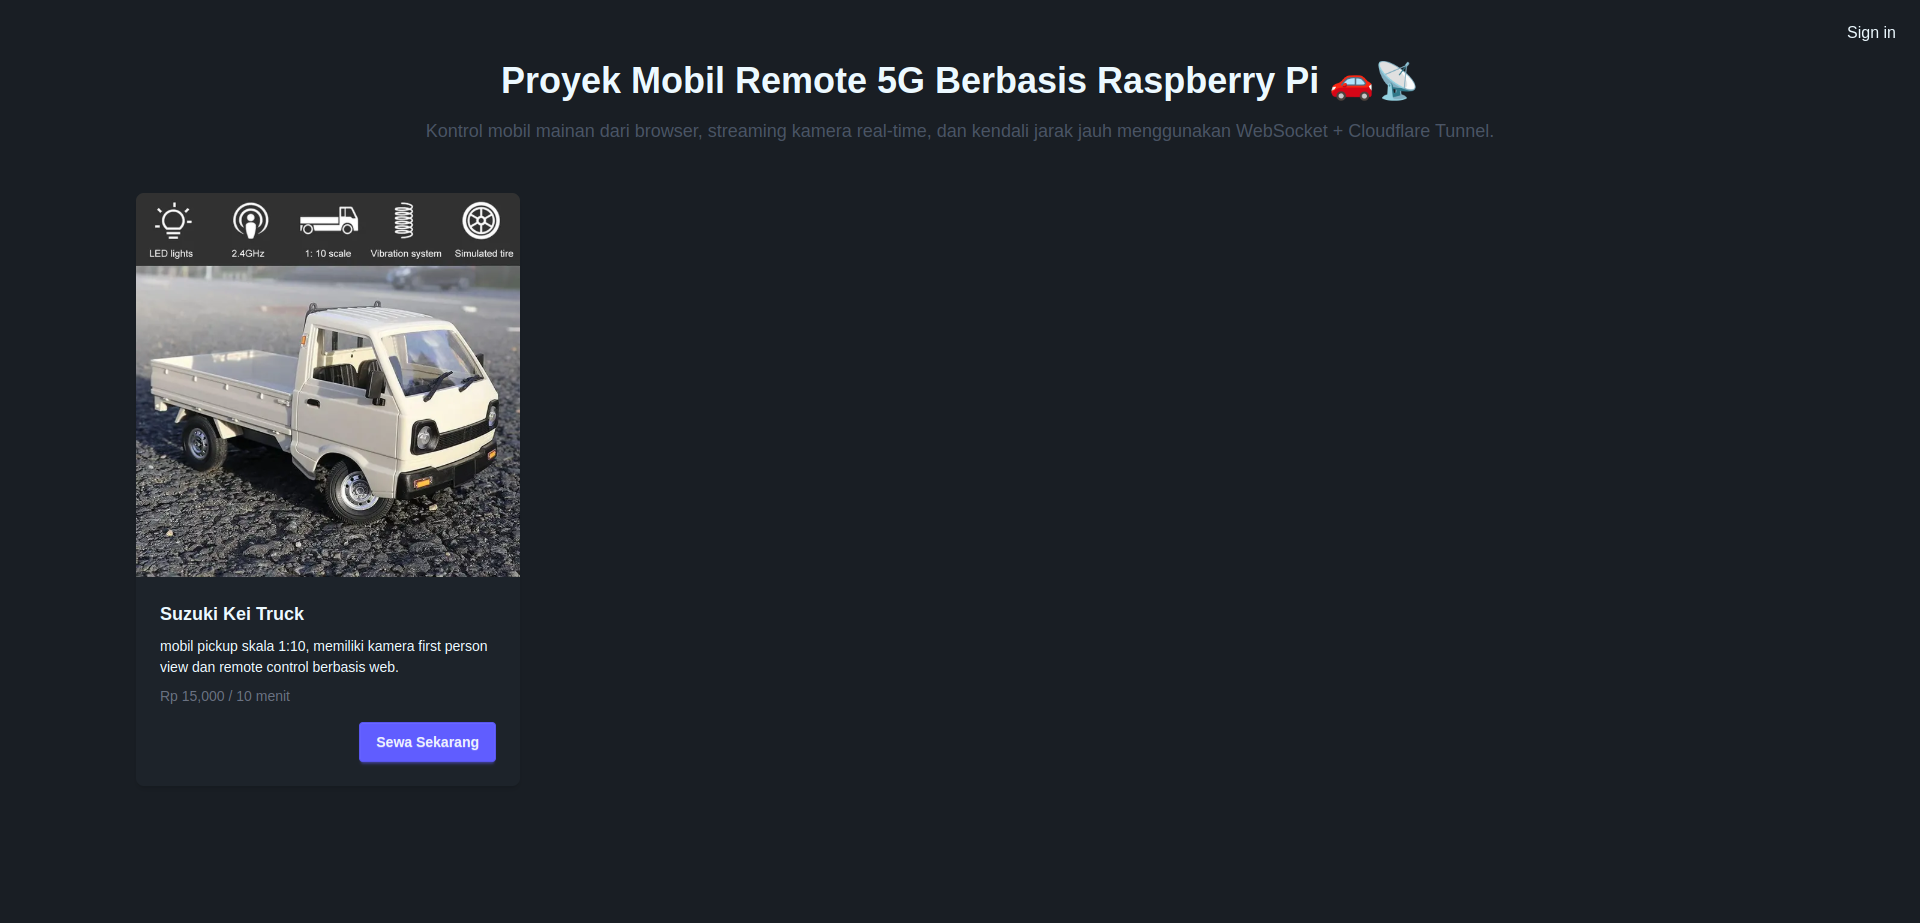 Sign in
Proyek Mobil Remote 5G Berbasis Raspberry Pi 🚗📡
Kontrol mobil mainan dari browser, streaming kamera real-time, dan kendali jarak jauh menggunakan WebSocket + Cloudflare Tunnel.
LED lights
2.4GHz
1: 10 scale
Vibration system
Simulated tire
Suzuki Kei Truck
mobil pickup skala 1:10, memiliki kamera first person
view dan remote control berbasis web.
Rp 15,000 / 10 menit
Sewa Sekarang